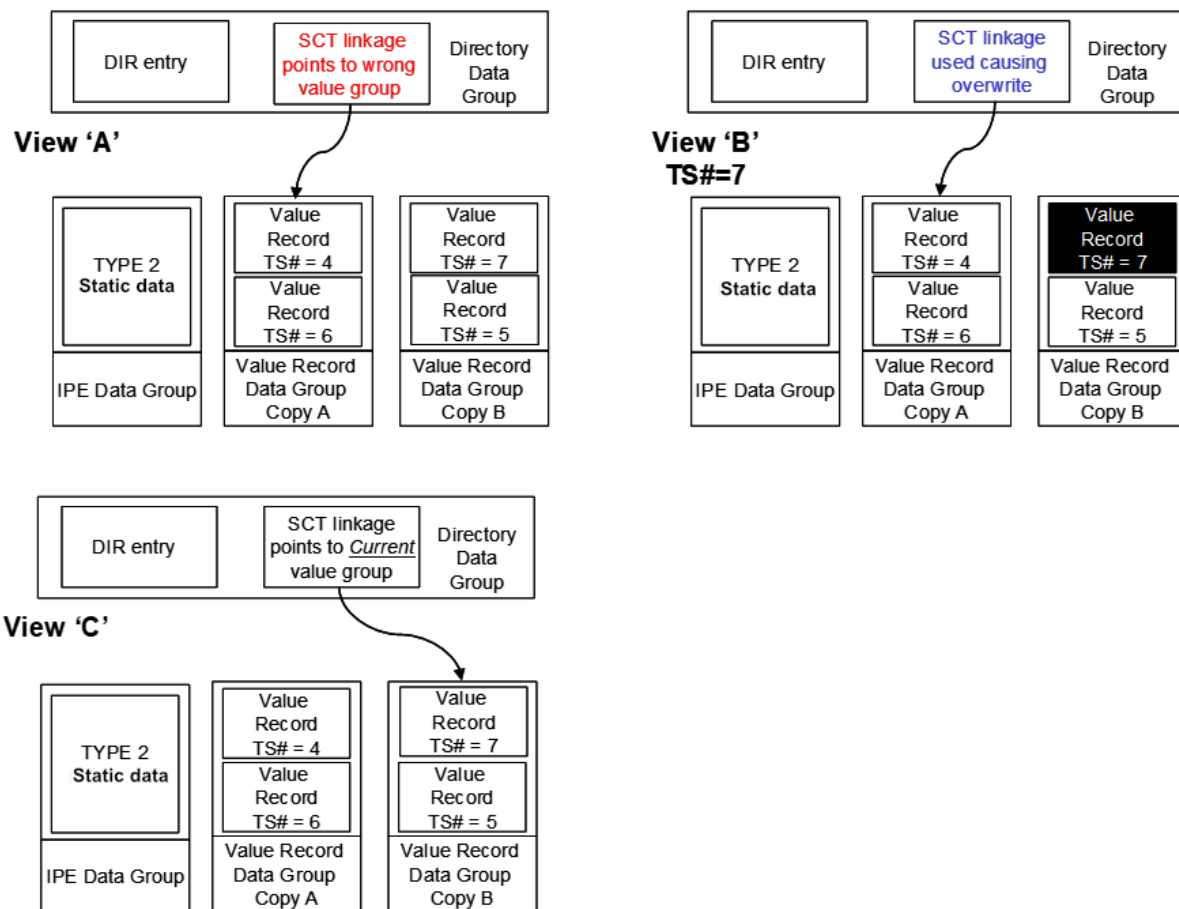 DIR entry
SCT linkage
points to wrong
value group
Directory
Data
Group
View ‘A’
TYPE 2
Static data
IPE Data Group
Value
Record
TS# = 4
Value
Record
TS# = 6
Value Record
Data Group
Copy A
Value
Record
TS# = 7
Value
Record
TS# = 5
Value Record
Data Group
Copy B
DIR entry
SCT linkage
used causing
overwrite
Directory
Data
Group
View ‘B’
TS#=7
TYPE 2
Static data
IPE Data Group
Value
Record
TS# = 4
Value
Record
TS# = 6
Value Record
Data Group
Copy A
Value
Record
TS# = 7
Value
Record
TS# = 5
Value Record
Data Group
Copy B
DIR entry
SCT linkage
points to Current
value group
Directory
Data
Group
View ‘C’
TYPE 2
Static data
IPE Data Group
Value
Record
TS# = 4
Value
Record
TS# = 6
Value Record
Data Group
Copy A
Value
Record
TS# = 7
Value
Record
TS# = 5
Value Record
Data Group
Copy B